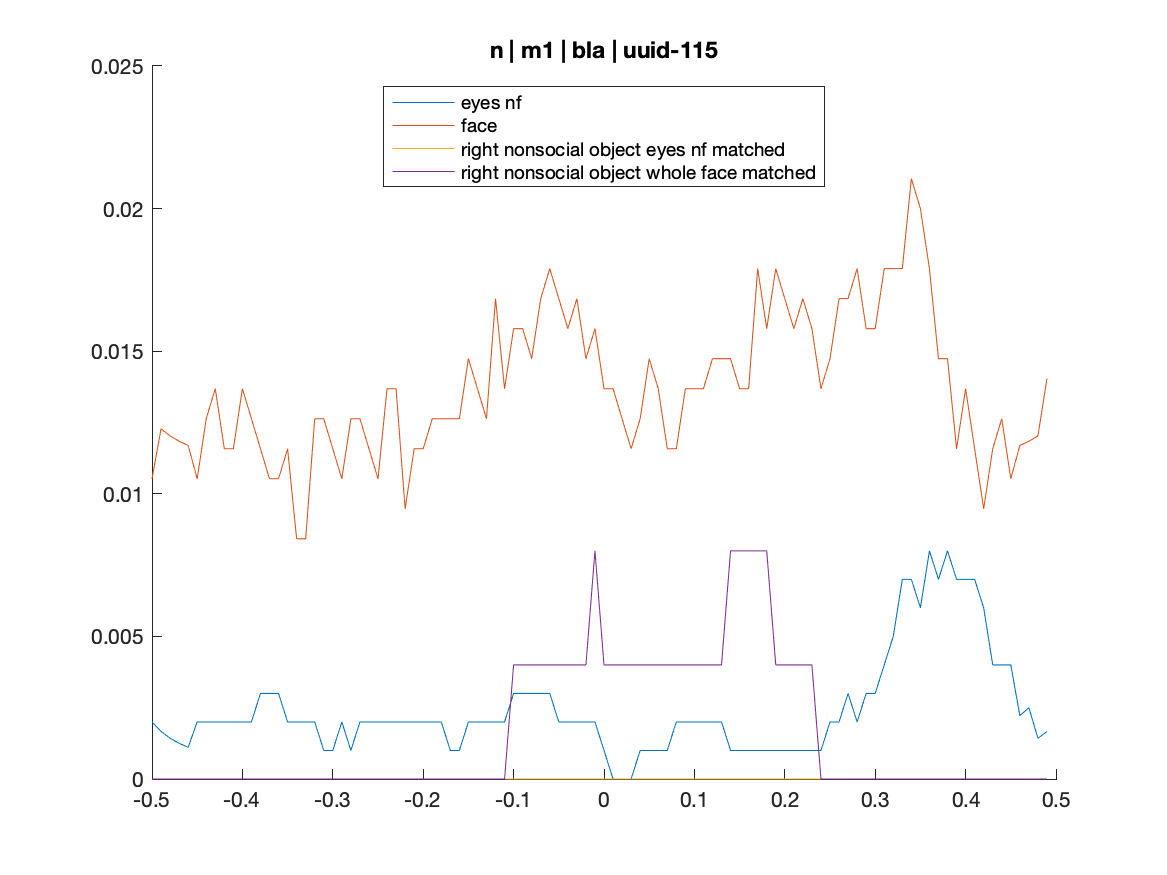 n | m1 | bla | uuid-115
0.025
eyes nf
face
right nonsocial object eyes nf matched
right nonsocial object whole face matched
0.02
0.015
0.01
0.005
0
-0.5 -0.4 -0.3 -0.2 -0.1 0 0.1 0.2 0.3 0.4 0.5